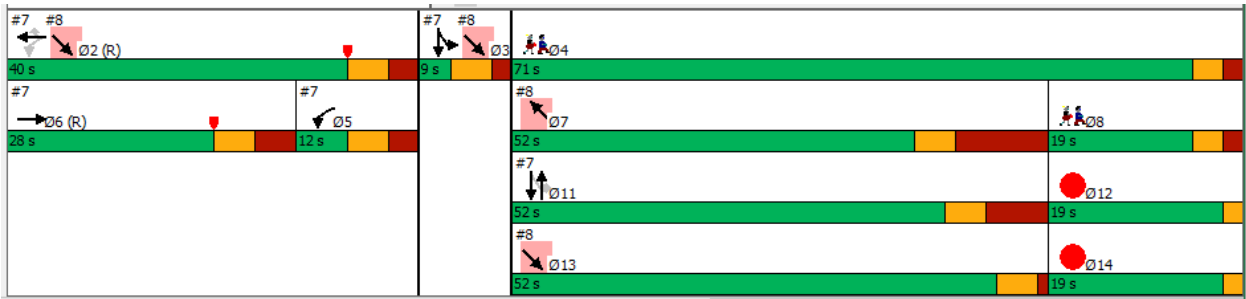 #7 #8 #7 #8
Ø2 (R) Ø3 Ø4
40 s 9 s 71 s
#7 #7 #8
Ø6 (R) Ø5 Ø7 Ø8
28 s 12 s 52 s 19 s
#7
Ø11 Ø12
52 s 19 s
#8
Ø13 Ø14
52 s 19 s